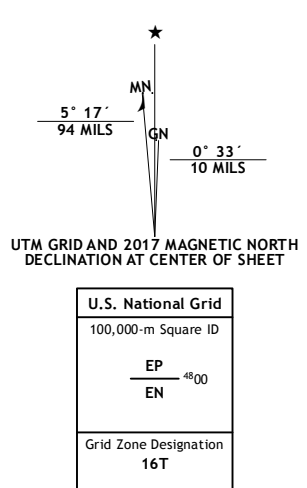 ★
MN
5° 17´
94 MILS
GN
0° 33´
10 MILS
UTM GRID AND 2017 MAGNETIC NORTH
DECLINATION AT CENTER OF SHEET
U.S. National Grid
100,000-m Square ID
EP
4800
EN
Grid Zone Designation
16T